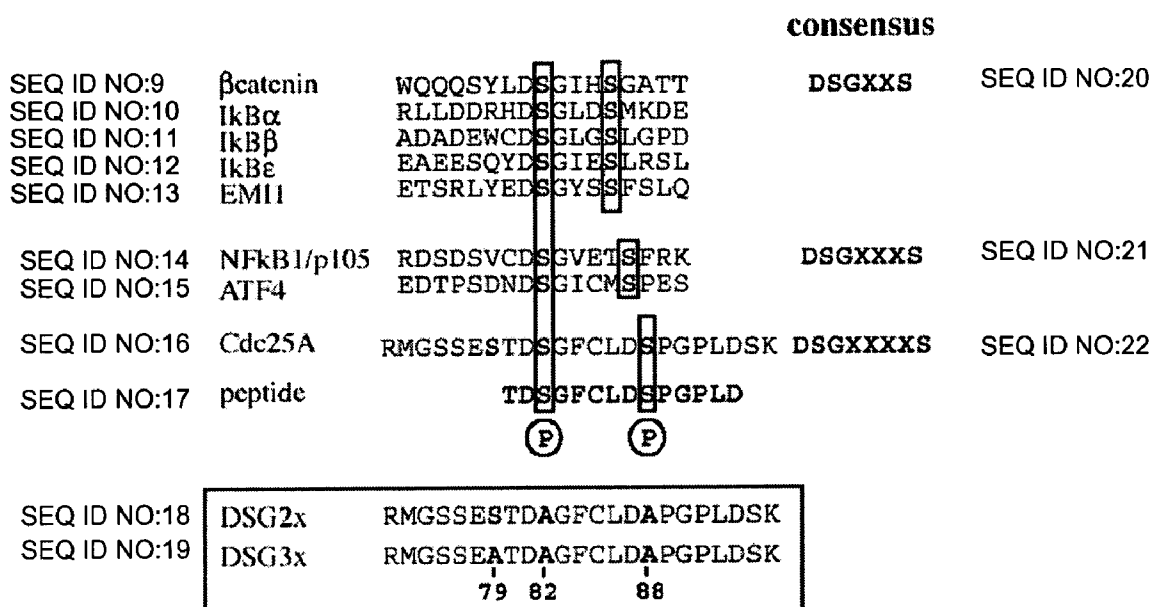 consensus
SEQ ID NO:9 βcatenin WQQQSYLDSGIHSGATT DSGXXS SEQ ID NO:20
SEQ ID NO:10 IkBα RLLDDRHDSGLDSMKDE
SEQ ID NO:11 IkBβ ADADEWCDSGLGSLGPD
SEQ ID NO:12 IkBε EAEESQYDSGIESLRSL
SEQ ID NO:13 EMI1 ETSRLYEDSGYSSFSLQ
SEQ ID NO:14 NFkB1/p105 RDSDSVCDSGVETSFRK DSGXXXS SEQ ID NO:21
SEQ ID NO:15 ATF4 EDTPSDNDSGICMSPES
SEQ ID NO:16 Cdc25A RMGSSESTDSGFCLDSPGPLDSK DSGXXXXS SEQ ID NO:22
SEQ ID NO:17 peptide TDSGFCLDSPGPLD
P P
SEQ ID NO:18 DSG2x RMGSSESTDAGFCLDAPGPLDSK
SEQ ID NO:19 DSG3x RMGSSEATDAGFCLDAPGPLDSK
79 82 88